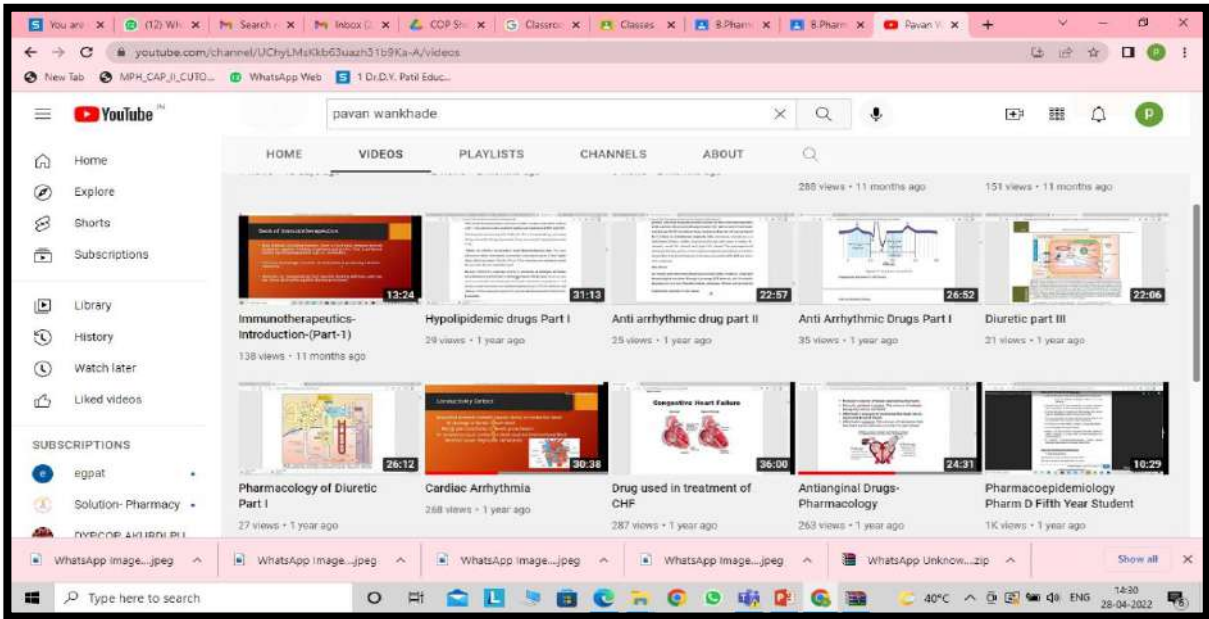 You are
(12) Wh
Search
Inbox
COP St
Classro
Classes
B.Pharm
B.Pharm
Pavan W
youtube.com/channel/UChyLMsKkb63uazh31b9Ka-A/videos
New Tab
MPH_CAP_II_CUTO...
WhatsApp Web
1 Dr.D.Y. Patil Educ...
YouTube IN
pavan wankhade
P
HOME VIDEOS PLAYLISTS CHANNELS ABOUT
Home
Explore
Shorts
Subscriptions
Library
History
Watch later
Liked videos
SUBSCRIPTIONS
egpat
Solution- Pharmacy
DYPCOP AKURDI PU
288 views • 11 months ago
151 views • 11 months ago
13:24
Immunotherapeutics-
Introduction-(Part-1)
138 views • 11 months ago
31:13
Hypolipidemic drugs Part I
29 views • 1 year ago
22:57
Anti arrhythmic drug part II
25 views • 1 year ago
26:52
Anti Arrhythmic Drugs Part I
35 views • 1 year ago
22:06
Diuretic part III
21 views • 1 year ago
26:12
Pharmacology of Diuretic
Part I
27 views • 1 year ago
30:38
Cardiac Arrhythmia
268 views • 1 year ago
Congestive Heart Failure
36:00
Drug used in treatment of
CHF
287 views • 1 year ago
24:31
Antianginal Drugs-
Pharmacology
263 views • 1 year ago
10:29
Pharmacoepidemiology
Pharm D Fifth Year Student
1K views • 1 year ago
WhatsApp Image....jpeg
WhatsApp Image....jpeg
WhatsApp Image....jpeg
WhatsApp Image....jpeg
WhatsApp Unknow....zip
Show all
Type here to search
40°C
ENG
14:30
28-04-2022